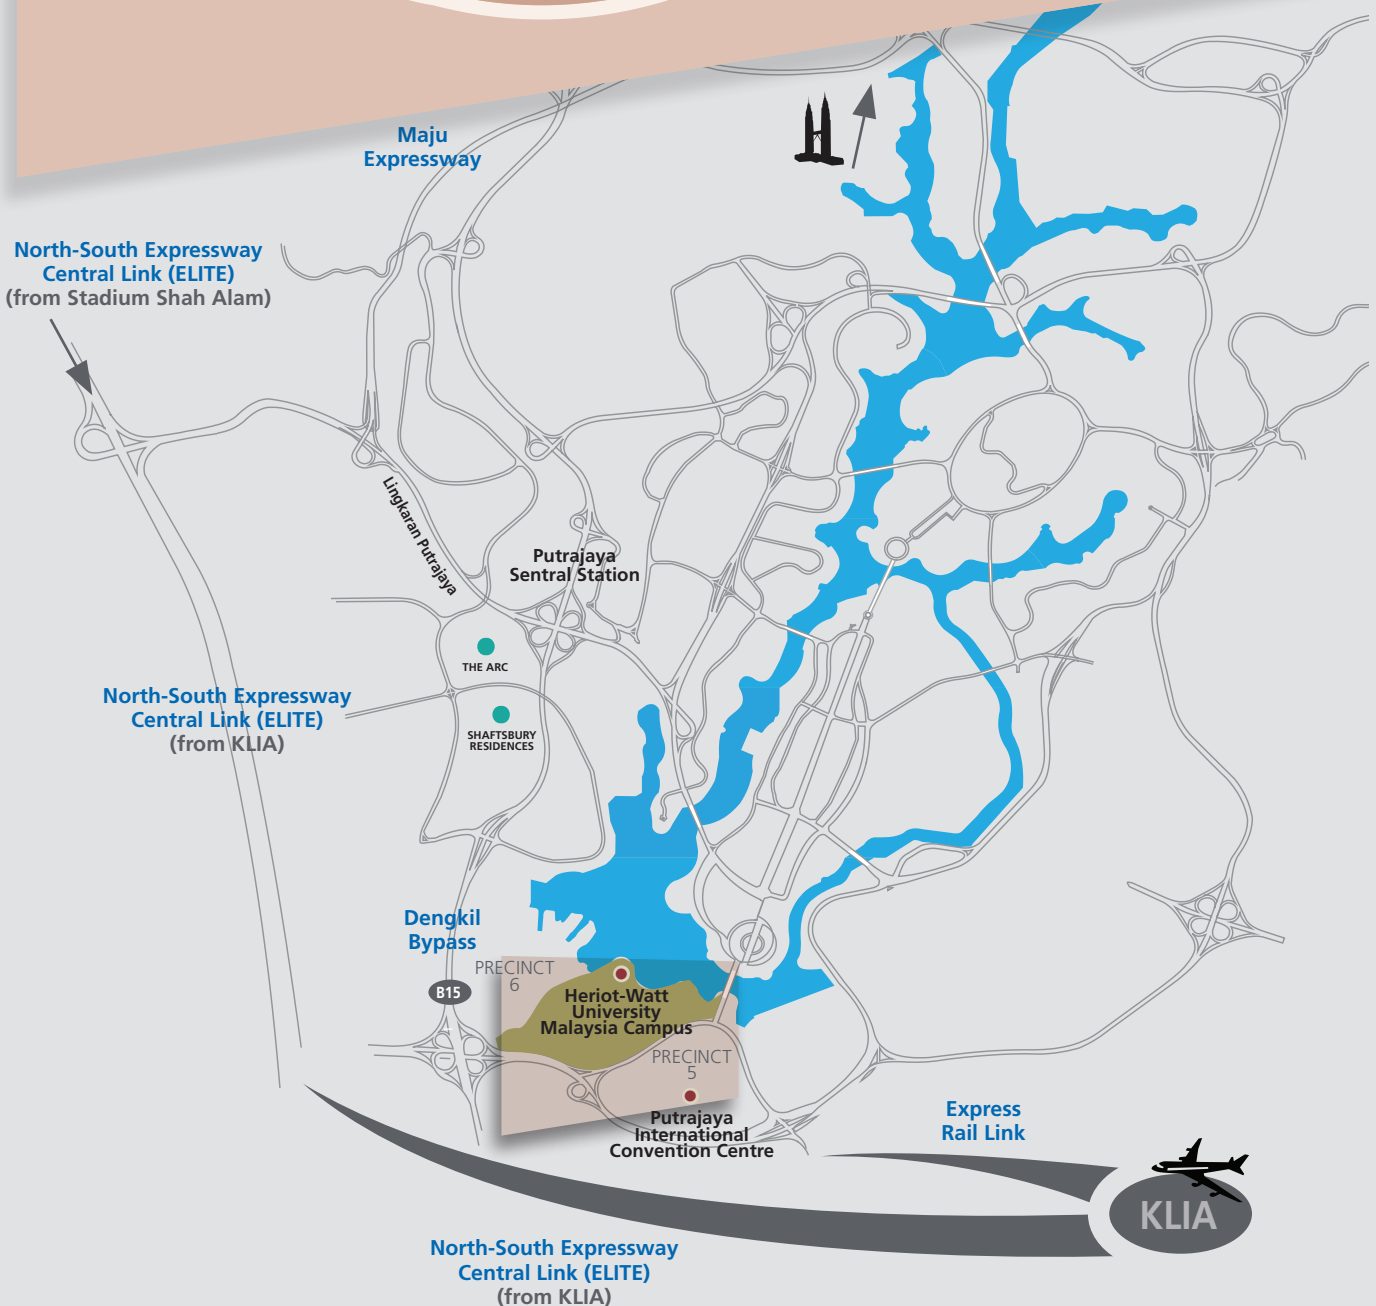 Maju
Expressway
North-South Expressway
Central Link (ELITE)
(from Stadium Shah Alam)
Lingkaran Putrajaya
Putrajaya
Sentral Station
THE ARC
North-South Expressway
Central Link (ELITE)
(from KLIA)
SHAFTSBURY
RESIDENCES
Dengkil
Bypass
PRECINCT
6
B15
Heriot-Watt
University
Malaysia Campus
PRECINCT
5
Putrajaya
International
Convention Centre
Express
Rail Link
KLIA
North-South Expressway
Central Link (ELITE)
(from KLIA)